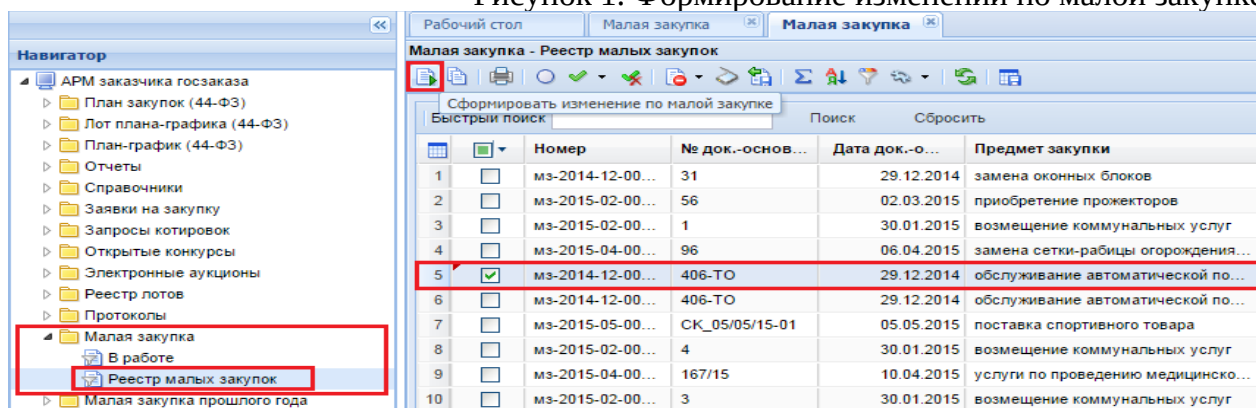 Рисунок 1. Формирование изменений по малой закупке
Рабочий стол Малая закупка Малая закупка
Навигатор
Малая закупка - Реестр малых закупок
АРМ заказчика госзаказа
План закупок (44-ФЗ)
Лот плана-графика (44-ФЗ)
План-график (44-ФЗ)
Отчеты
Справочники
Заявки на закупку
Запросы котировок
Открытые конкурсы
Электронные аукционы
Реестр лотов
Протоколы
Малая закупка
В работе
Реестр малых закупок
Малая закупка прошлого года
Сформировать изменение по малой закупке
Быстрый поиск Поиск Сбросить
Номер № док.-основ... Дата док.-о... Предмет закупки
1 мз-2014-12-00... 31 29.12.2014 замена оконных блоков
2 мз-2015-02-00... 56 02.03.2015 приобретение прожекторов
3 мз-2015-02-00... 1 30.01.2015 возмещение коммунальных услуг
4 мз-2015-04-00... 96 06.04.2015 замена сетки-рабицы огорождения...
5 мз-2014-12-00... 406-ТО 29.12.2014 обслуживание автоматической по...
6 мз-2014-12-00... 406-ТО 29.12.2014 обслуживание автоматической по...
7 мз-2015-05-00... СК_05/05/15-01 05.05.2015 поставка спортивного товара
8 мз-2015-02-00... 4 30.01.2015 возмещение коммунальных услуг
9 мз-2015-04-00... 167/15 10.04.2015 услуги по проведению медицинско...
10 мз-2015-02-00... 3 30.01.2015 возмещение коммунальных услуг